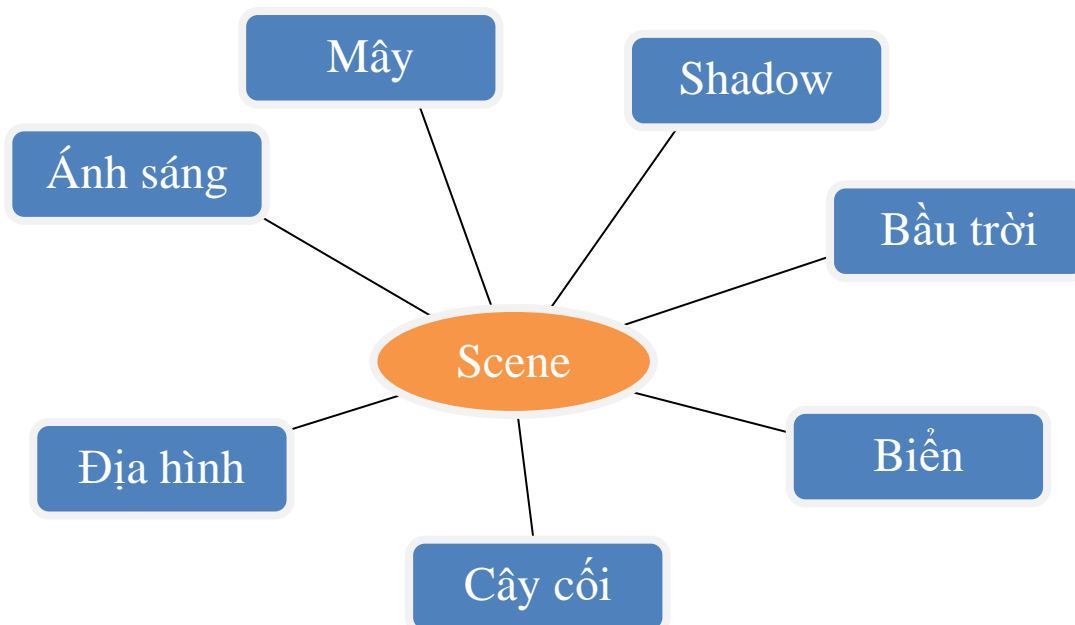 Mây
Shadow
Ánh sáng
Bầu trời
Scene
Địa hình
Biển
Cây cối